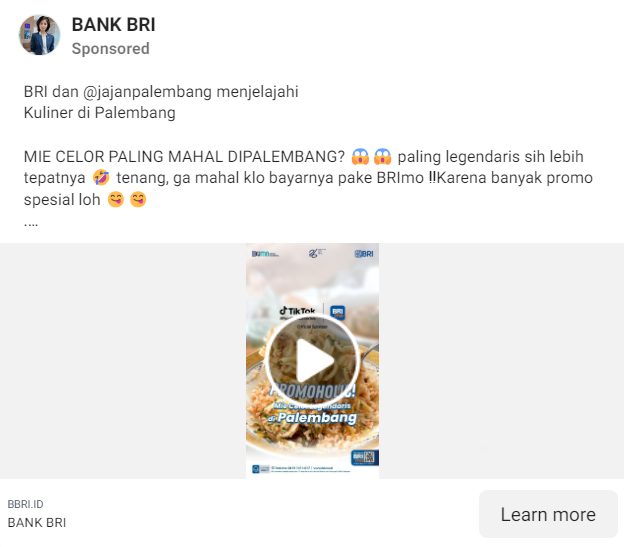 BANK BRI
Sponsored
BRI dan @jajanpalembang menjelajahi
Kuliner di Palembang
MIE CELOR PALING MAHAL DIPALEMBANG? 😱 😱 paling legendaris sih lebih
tepatnya 🤣 tenang, ga mahal klo bayarnya pake BRImo ‼Karena banyak promo
spesial loh 😋 😋
....
BRI
TikTok
BRI
PROMOHOLIC!
Mie Celor Legendaris
di Palembang
BRI
BBRI.ID
BANK BRI
Learn more